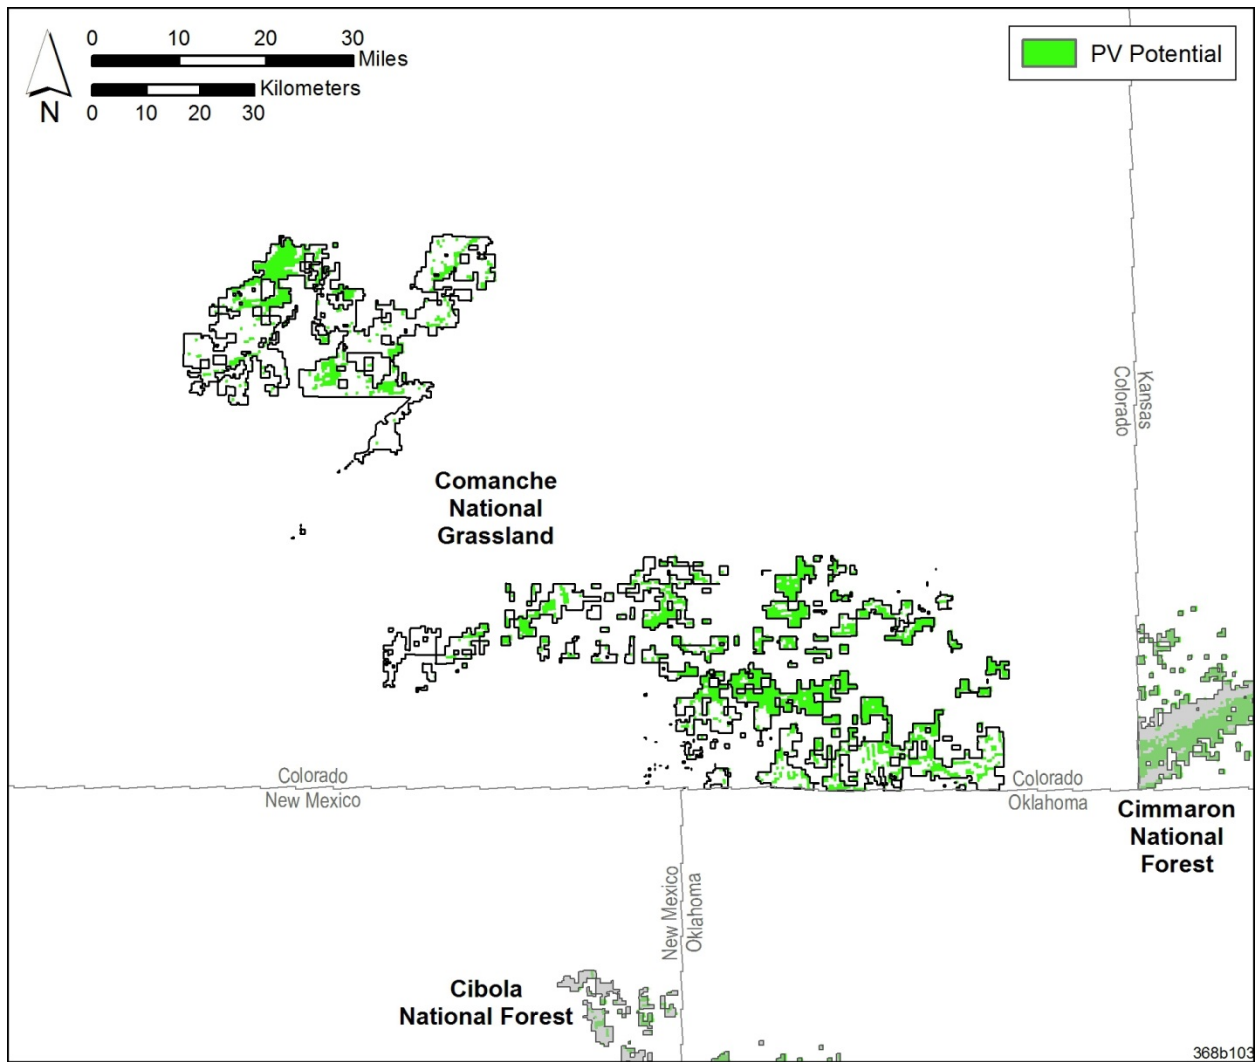 0 10 20 30
Miles
Kilometers
0 10 20 30
N
PV Potential
Kansas
Colorado
Comanche
National
Grassland
Colorado
New Mexico
Colorado
Oklahoma
Cimmaron
National
Forest
New Mexico
Oklahoma
Cibola
National Forest
368b103